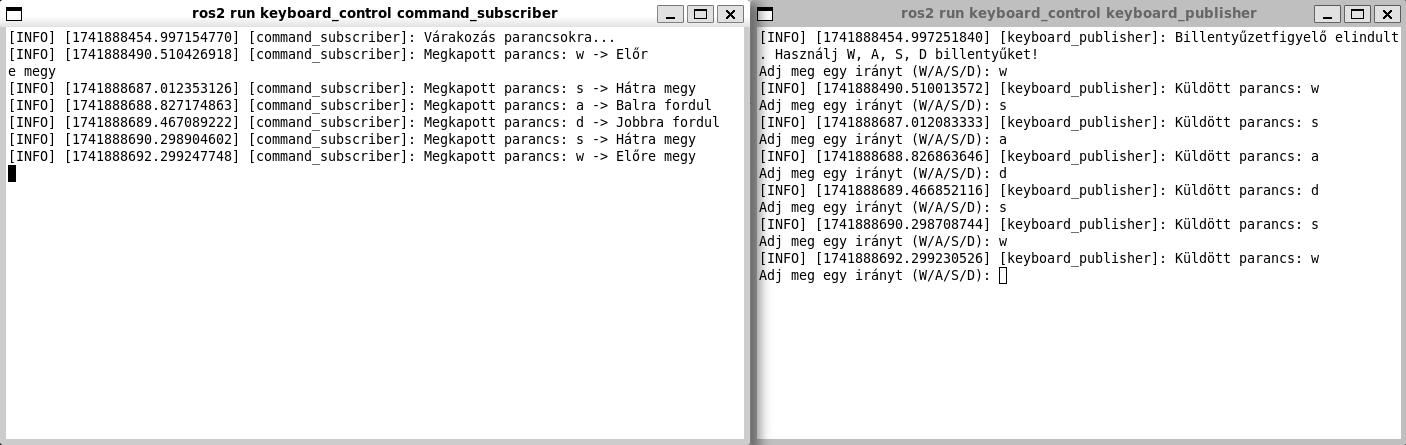 ros2 run keyboard_control command_subscriber
[INFO] [1741888454.997154770] [command_subscriber]: Várakozás parancsokra...
[INFO] [1741888490.510426918] [command_subscriber]: Megkapott parancs: w -> Előr
e megy
[INFO] [1741888687.012353126] [command_subscriber]: Megkapott parancs: s -> Hátra megy
[INFO] [1741888688.827174863] [command_subscriber]: Megkapott parancs: a -> Balra fordul
[INFO] [1741888689.467089222] [command_subscriber]: Megkapott parancs: d -> Jobbra fordul
[INFO] [1741888690.298904602] [command_subscriber]: Megkapott parancs: s -> Hátra megy
[INFO] [1741888692.299247748] [command_subscriber]: Megkapott parancs: w -> Előre megy
ros2 run keyboard_control keyboard_publisher
[INFO] [1741888454.997251840] [keyboard_publisher]: Billentyűzetfigyelő elindult
. Használj W, A, S, D billentyűket!
Adj meg egy irányt (W/A/S/D): w
[INFO] [1741888490.510013572] [keyboard_publisher]: Küldött parancs: w
Adj meg egy irányt (W/A/S/D): s
[INFO] [1741888687.012083333] [keyboard_publisher]: Küldött parancs: s
Adj meg egy irányt (W/A/S/D): a
[INFO] [1741888688.826863646] [keyboard_publisher]: Küldött parancs: a
Adj meg egy irányt (W/A/S/D): d
[INFO] [1741888689.466852116] [keyboard_publisher]: Küldött parancs: d
Adj meg egy irányt (W/A/S/D): s
[INFO] [1741888690.298708744] [keyboard_publisher]: Küldött parancs: s
Adj meg egy irányt (W/A/S/D): w
[INFO] [1741888692.299230526] [keyboard_publisher]: Küldött parancs: w
Adj meg egy irányt (W/A/S/D):